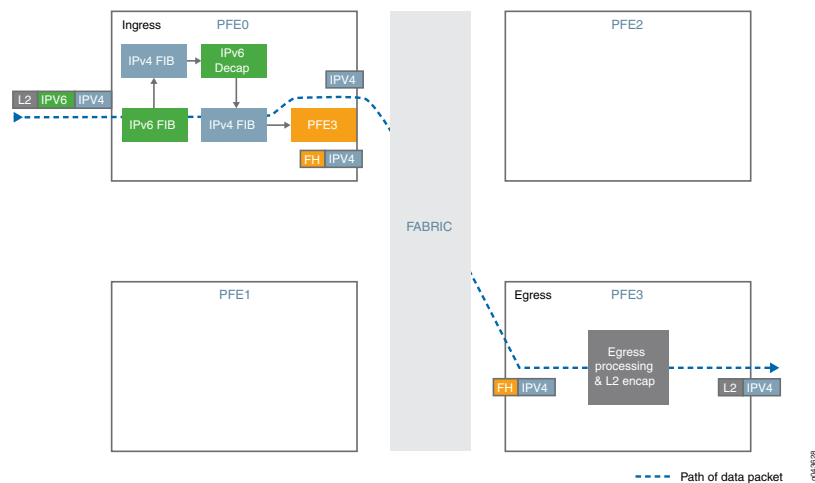 Ingress PFE0
IPv4 FIB
IPv6
Decap
IPV4
L2 IPV6 IPV4
IPv6 FIB
IPv4 FIB
PFE3
FH IPV4
PFE2
FABRIC
PFE1
Egress PFE3
Egress
processing
& L2 encap
FH IPV4
L2 IPV4
Path of data packet
g043628